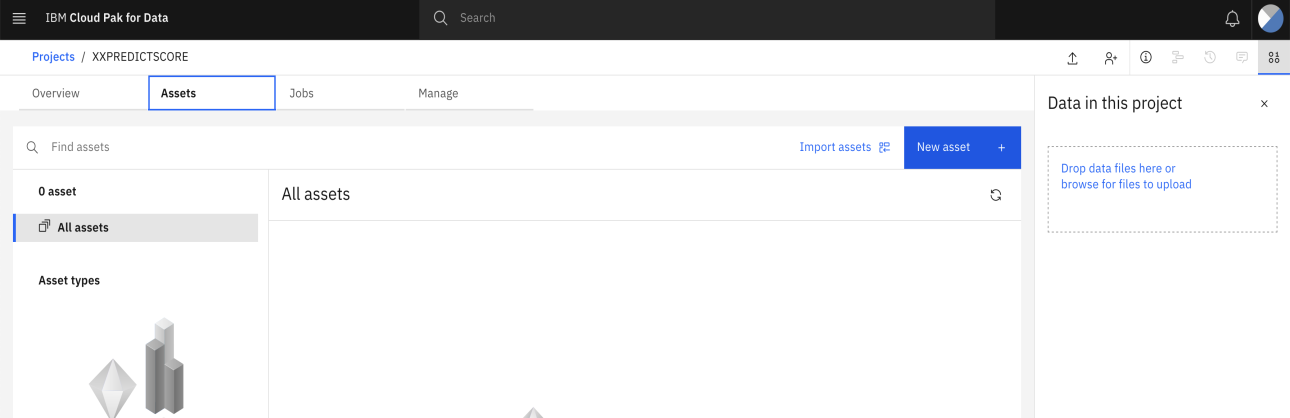 IBM Cloud Pak for Data
Search
Projects / XXPREDICTSCORE
Overview
Assets
Jobs
Manage
Data in this project
Find assets
Import assets
New asset +
Drop data files here or
browse for files to upload
0 asset
All assets
All assets
Asset types